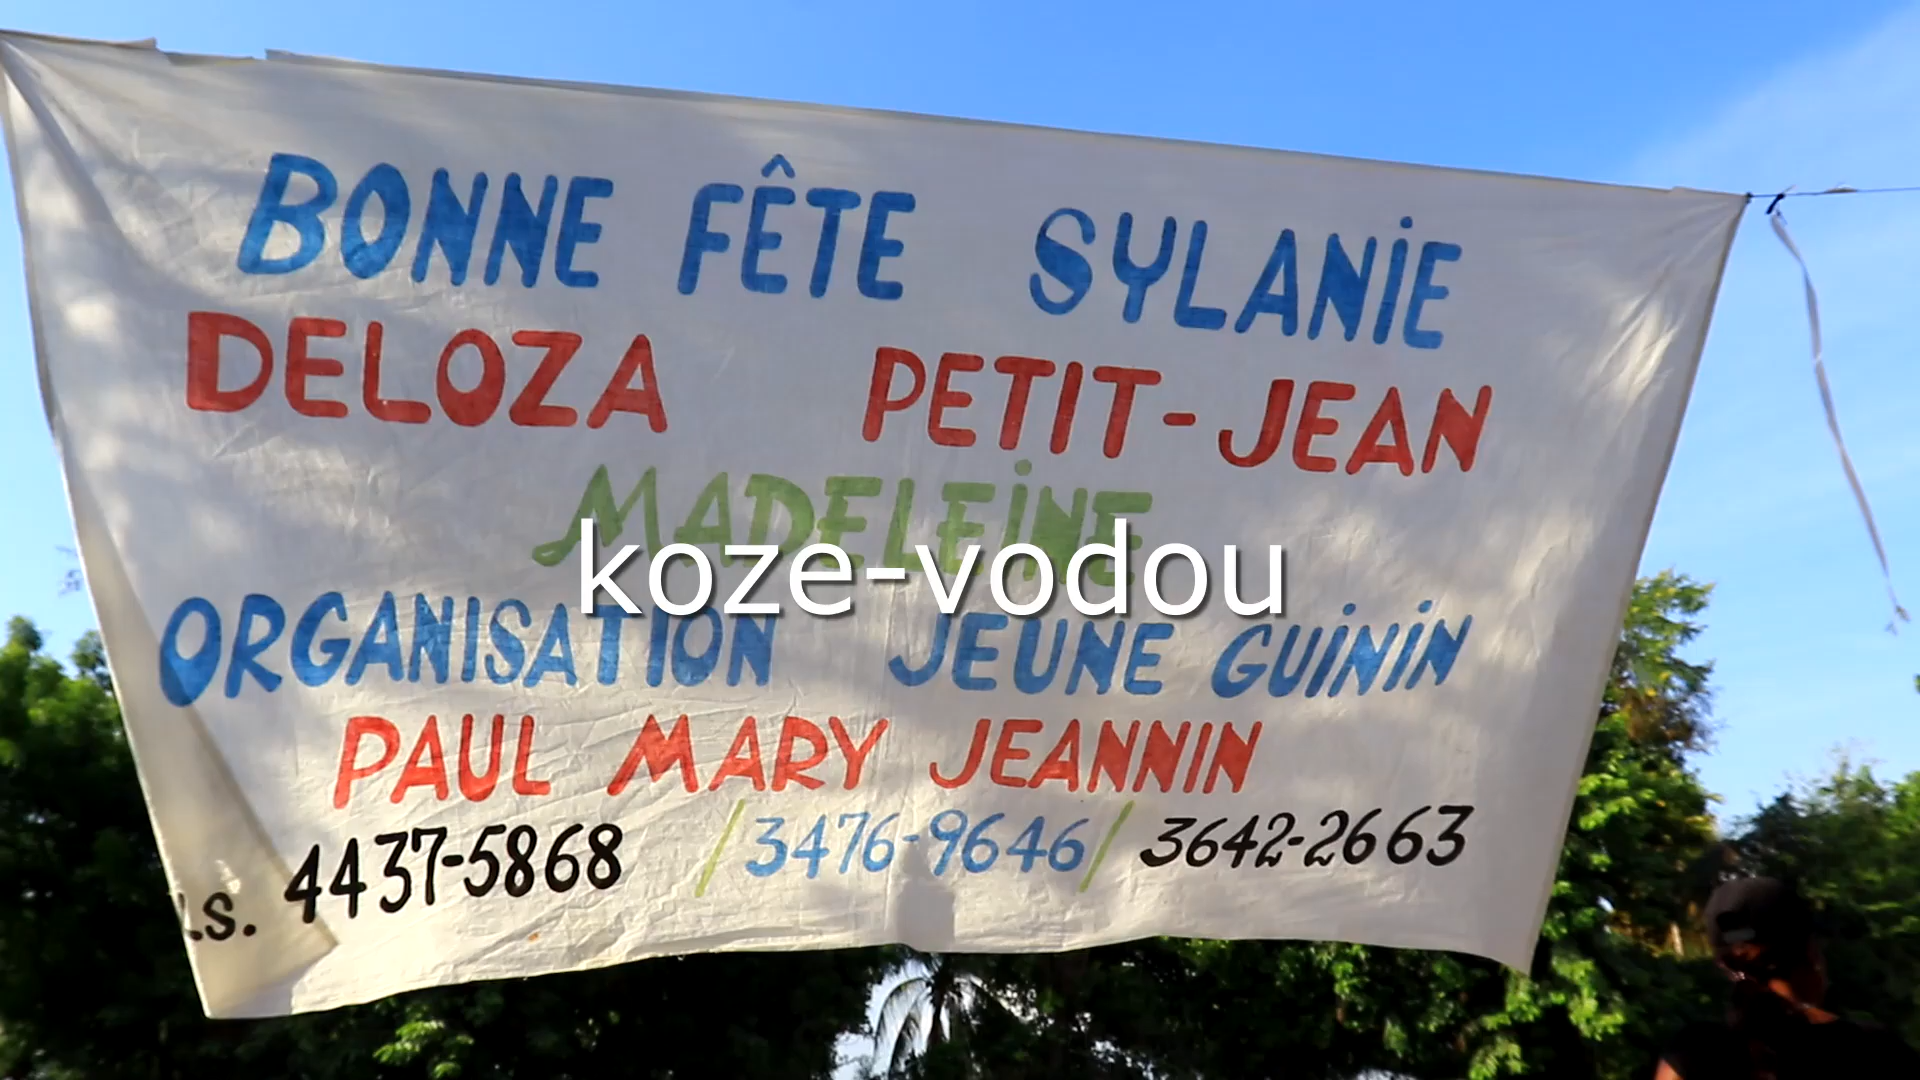 BONNE FÊTE SYLANIE
DELOZA PETIT-JEAN
MADELEINE
koze-vodou
ORGANISATION JEUNE GUININ
PAUL MARY JEANNIN
LS. 4437-5868 / 3476-9646 / 3642-2663